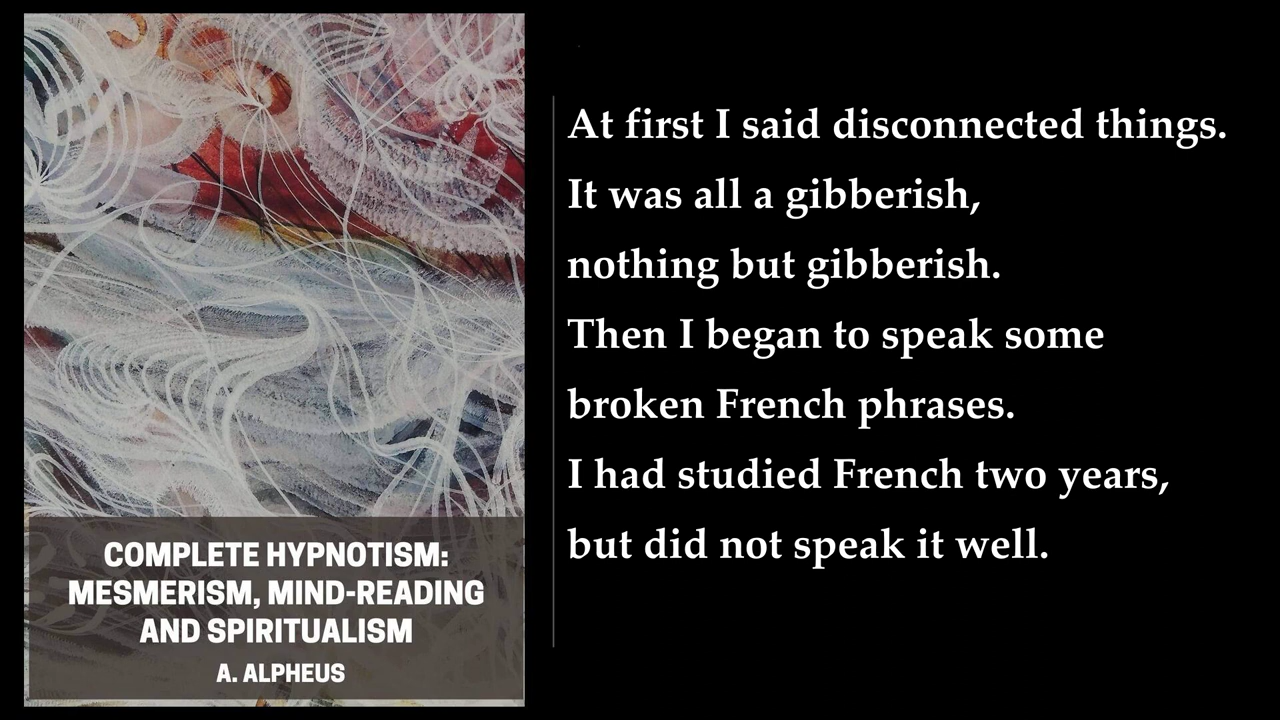 COMPLETE HYPNOTISM:
MESMERISM, MIND-READING
AND SPIRITUALISM
A. ALPHEUS
At first I said disconnected things.
It was all a gibberish,
nothing but gibberish.
Then I began to speak some
broken French phrases.
I had studied French two years,
but did not speak it well.